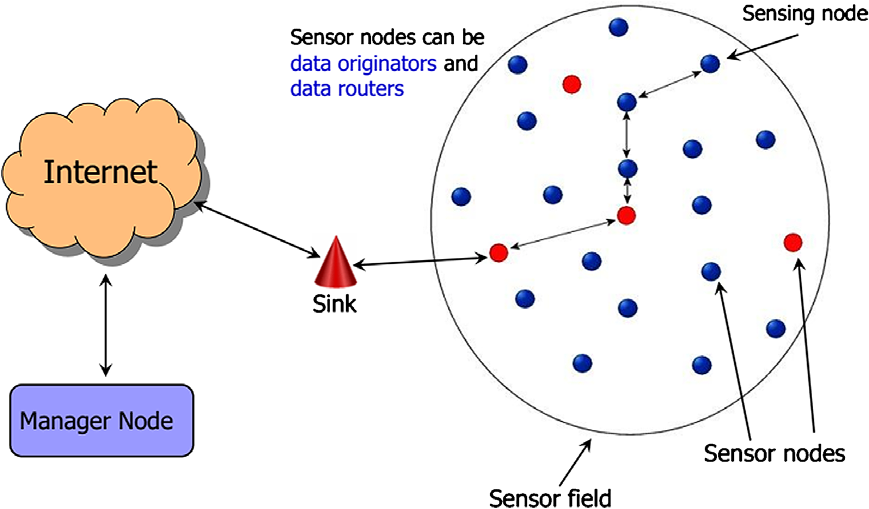 Sensor nodes can be
data originators and
data routers
Sensing node
Internet
Sink
Manager Node
Sensor nodes
Sensor field